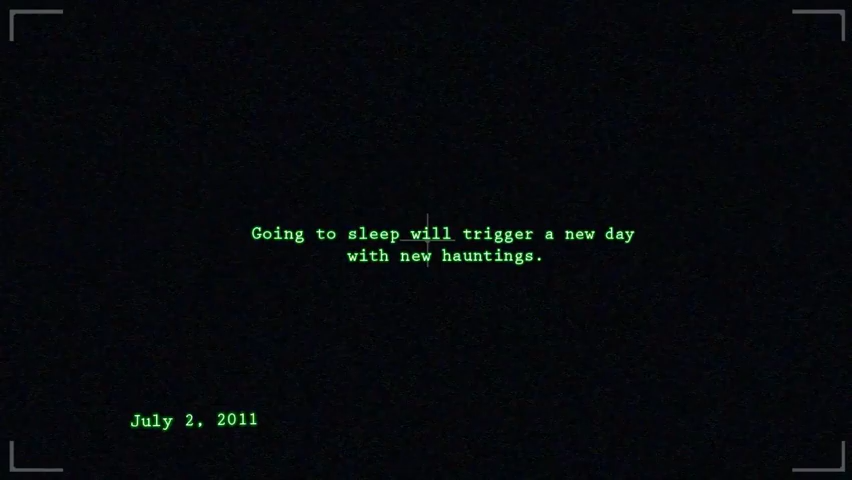 Going to sleep will trigger a new day
with new hauntings.
July 2, 2011